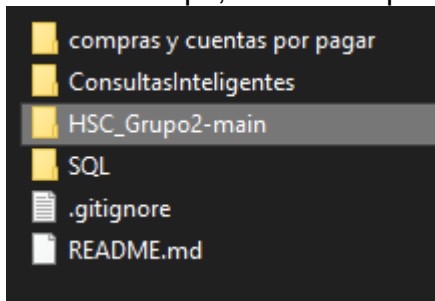 compras y cuentas por pagar
ConsultasInteligentes
HSC_Grupo2-main
SQL
.gitignore
README.md